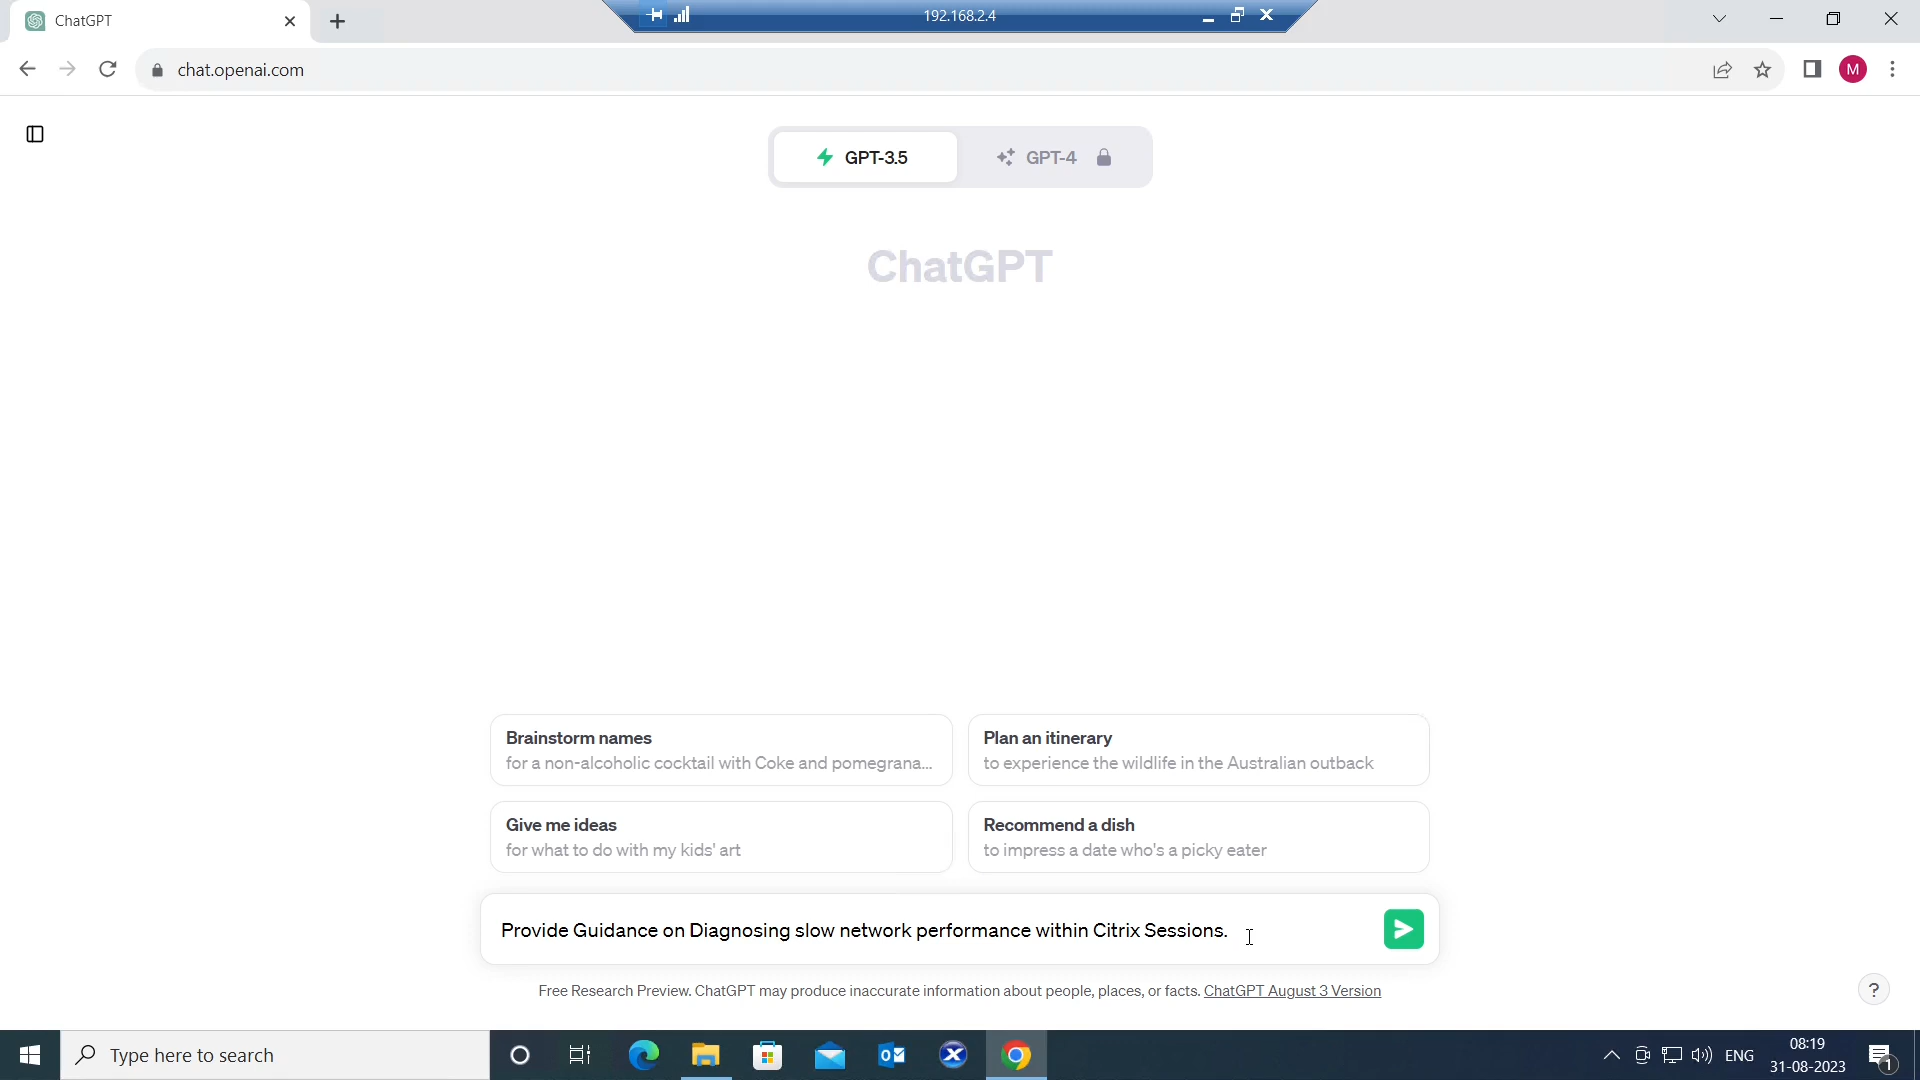 ChatGPT
192.168.2.4
chat.openai.com
M
GPT-3.5
GPT-4
ChatGPT
Brainstorm names
for a non-alcoholic cocktail with Coke and pomegrana...
Plan an itinerary
to experience the wildlife in the Australian outback
Give me ideas
for what to do with my kids' art
Recommend a dish
to impress a date who's a picky eater
Provide Guidance on Diagnosing slow network performance within Citrix Sessions.
Free Research Preview. ChatGPT may produce inaccurate information about people, places, or facts. ChatGPT August 3 Version
?
Type here to search
ENG
08:19
31-08-2023
1